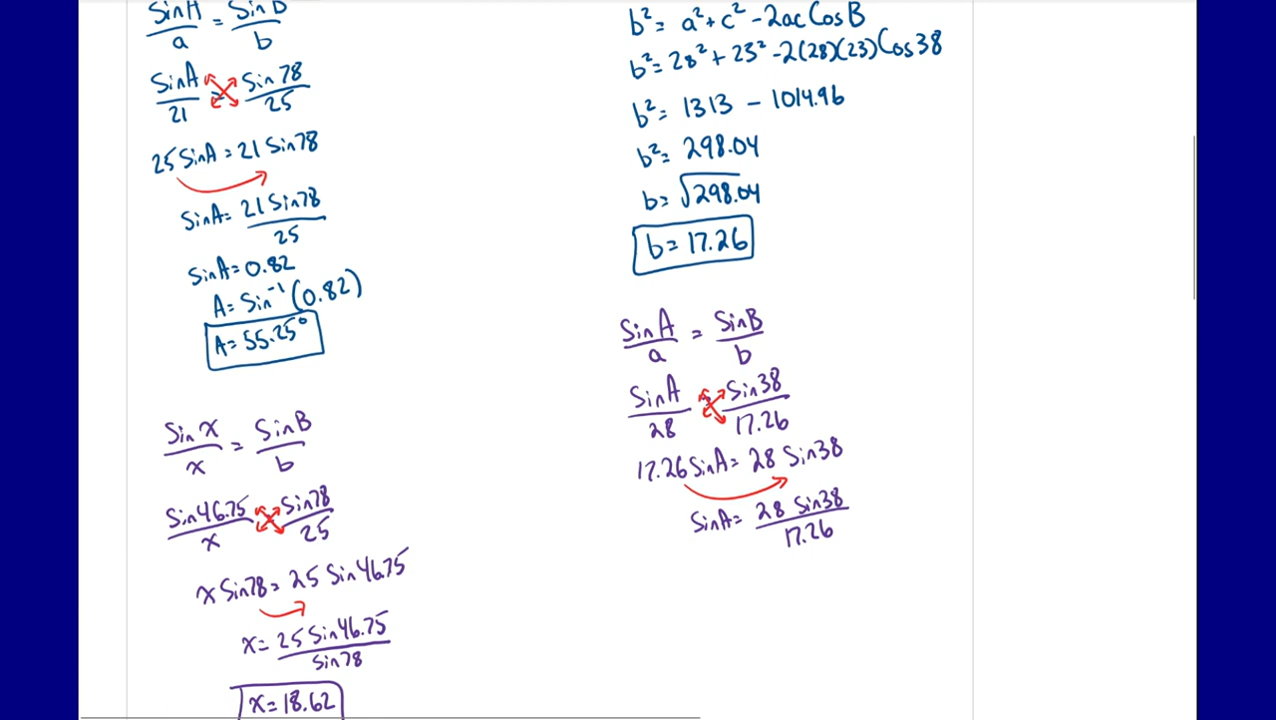 SinA/a = SinB/b
SinA/21 = Sin78/25
25 SinA = 21 Sin78
SinA = 21 Sin78/25
SinA = 0.82
A = Sin⁻¹(0.82)
A = 55.25°
Sin x/x = SinB/b
Sin46.75/x Sin78/25
x Sin78 = 25 Sin46.75
x = 25 Sin46.75/Sin78
x = 18.62
b² = a² + c² - 2ac Cos B
b² = 28² + 23² - 2(28)(23) Cos 38
b² = 1313 - 1014.96
b² = 298.04
b = √298.04
b = 17.26
SinA/a = SinB/b
SinA/28 = Sin38/17.26
17.26 SinA = 28 Sin38
SinA = 28 Sin38/17.26